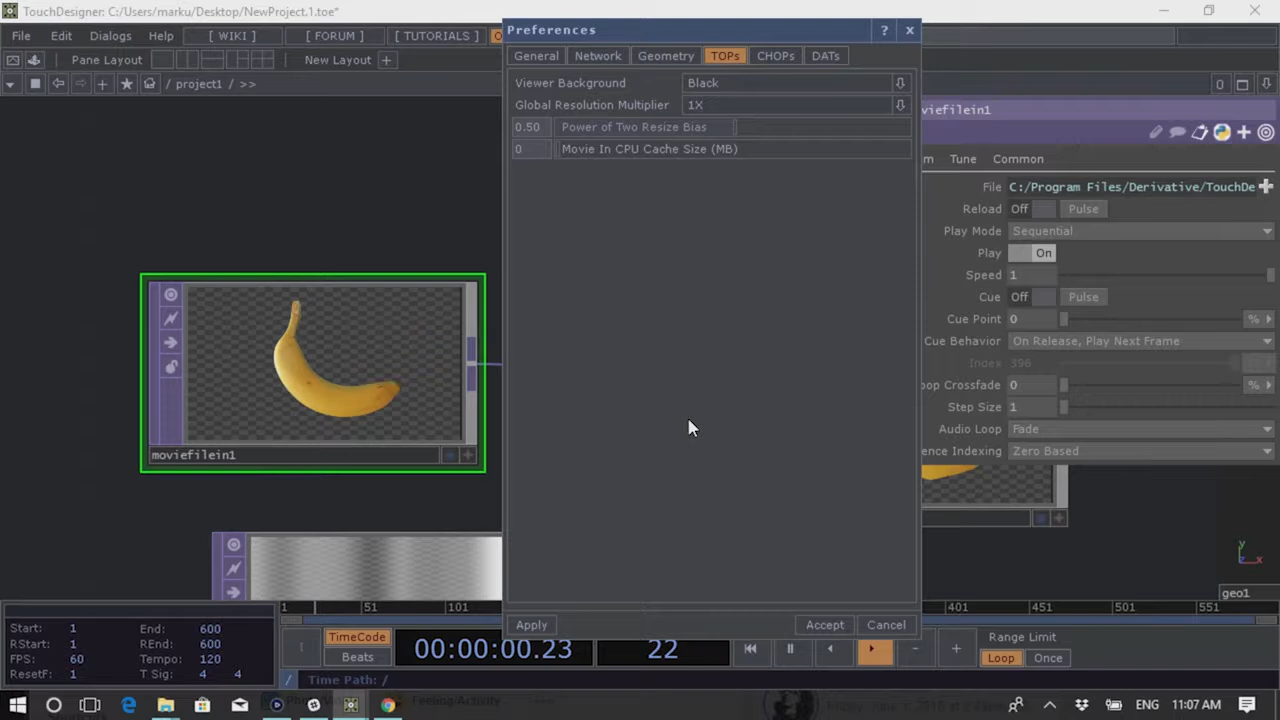 TouchDesigner: C:/Users/marku/Desktop/NewProject.1.toe*
File Edit Dialogs Help [ WIKI ] [ FORUM ] [ TUTORIALS ]
Pane Layout New Layout +
/ project1 / >>
Preferences ?
General Network Geometry TOPs CHOPs DATs
Viewer Background Black
Global Resolution Multiplier 1X
0.50 Power of Two Resize Bias
0 Movie In CPU Cache Size (MB)
Apply Accept Cancel
moviefilein1
0
viefilein1
m Tune Common
File C:/Program Files/Derivative/TouchDe
Reload Off Pulse
Play Mode Sequential
Play On
Speed 1
Cue Off Pulse
Cue Point 0 %
Cue Behavior On Release, Play Next Frame
Index 396
op Crossfade 0 %
Step Size 1
Audio Loop Fade
ence Indexing Zero Based
y
x
geo1
1 51 101 401 451 501 551
Start: 1 End: 600
RStart: 1 REnd: 600
FPS: 60 Tempo: 120
ResetF: 1 T Sig: 4 4
TimeCode
Beats
00:00:00.23 22
Range Limit
Loop Once
/ Time Path: /
Feeling/Activity
ENG 11:07 AM